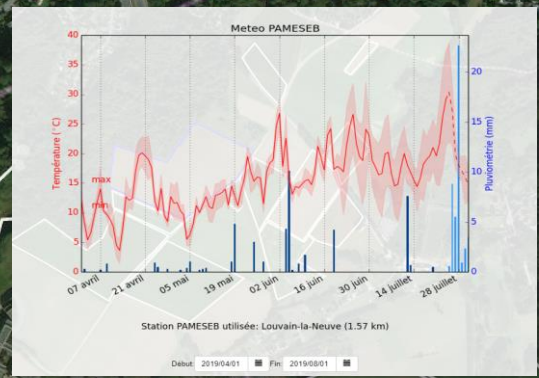 Meteo PAMESEB
40
35
30
25
20
15
10
5
0
Température (°C)
max
min
20
15
10
5
0
Pluviométrie (mm)
07 avril
21 avril
05 mai
19 mai
02 juin
16 juin
30 juin
14 juillet
28 juillet
Station PAMESEB utilisée: Louvain-la-Neuve (1.57 km)
Début: 2019/04/01 Fin: 2019/08/01